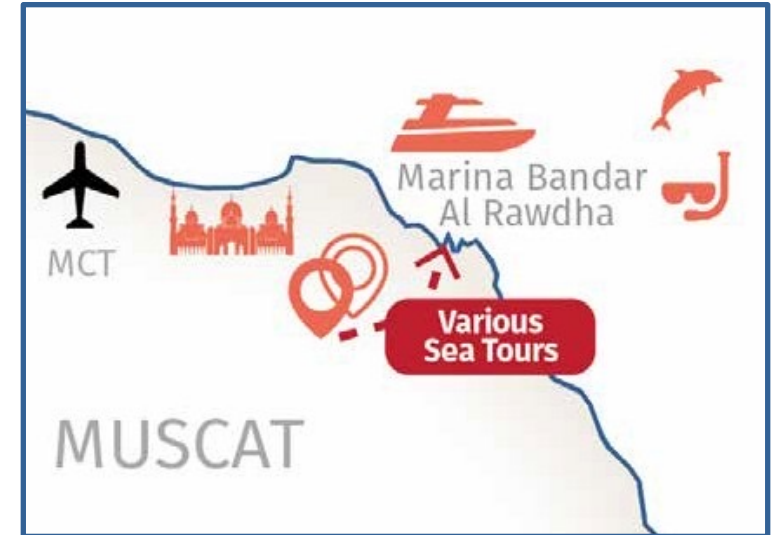 Marina Bandar
Al Rawdha
MCT
Various
Sea Tours
MUSCAT